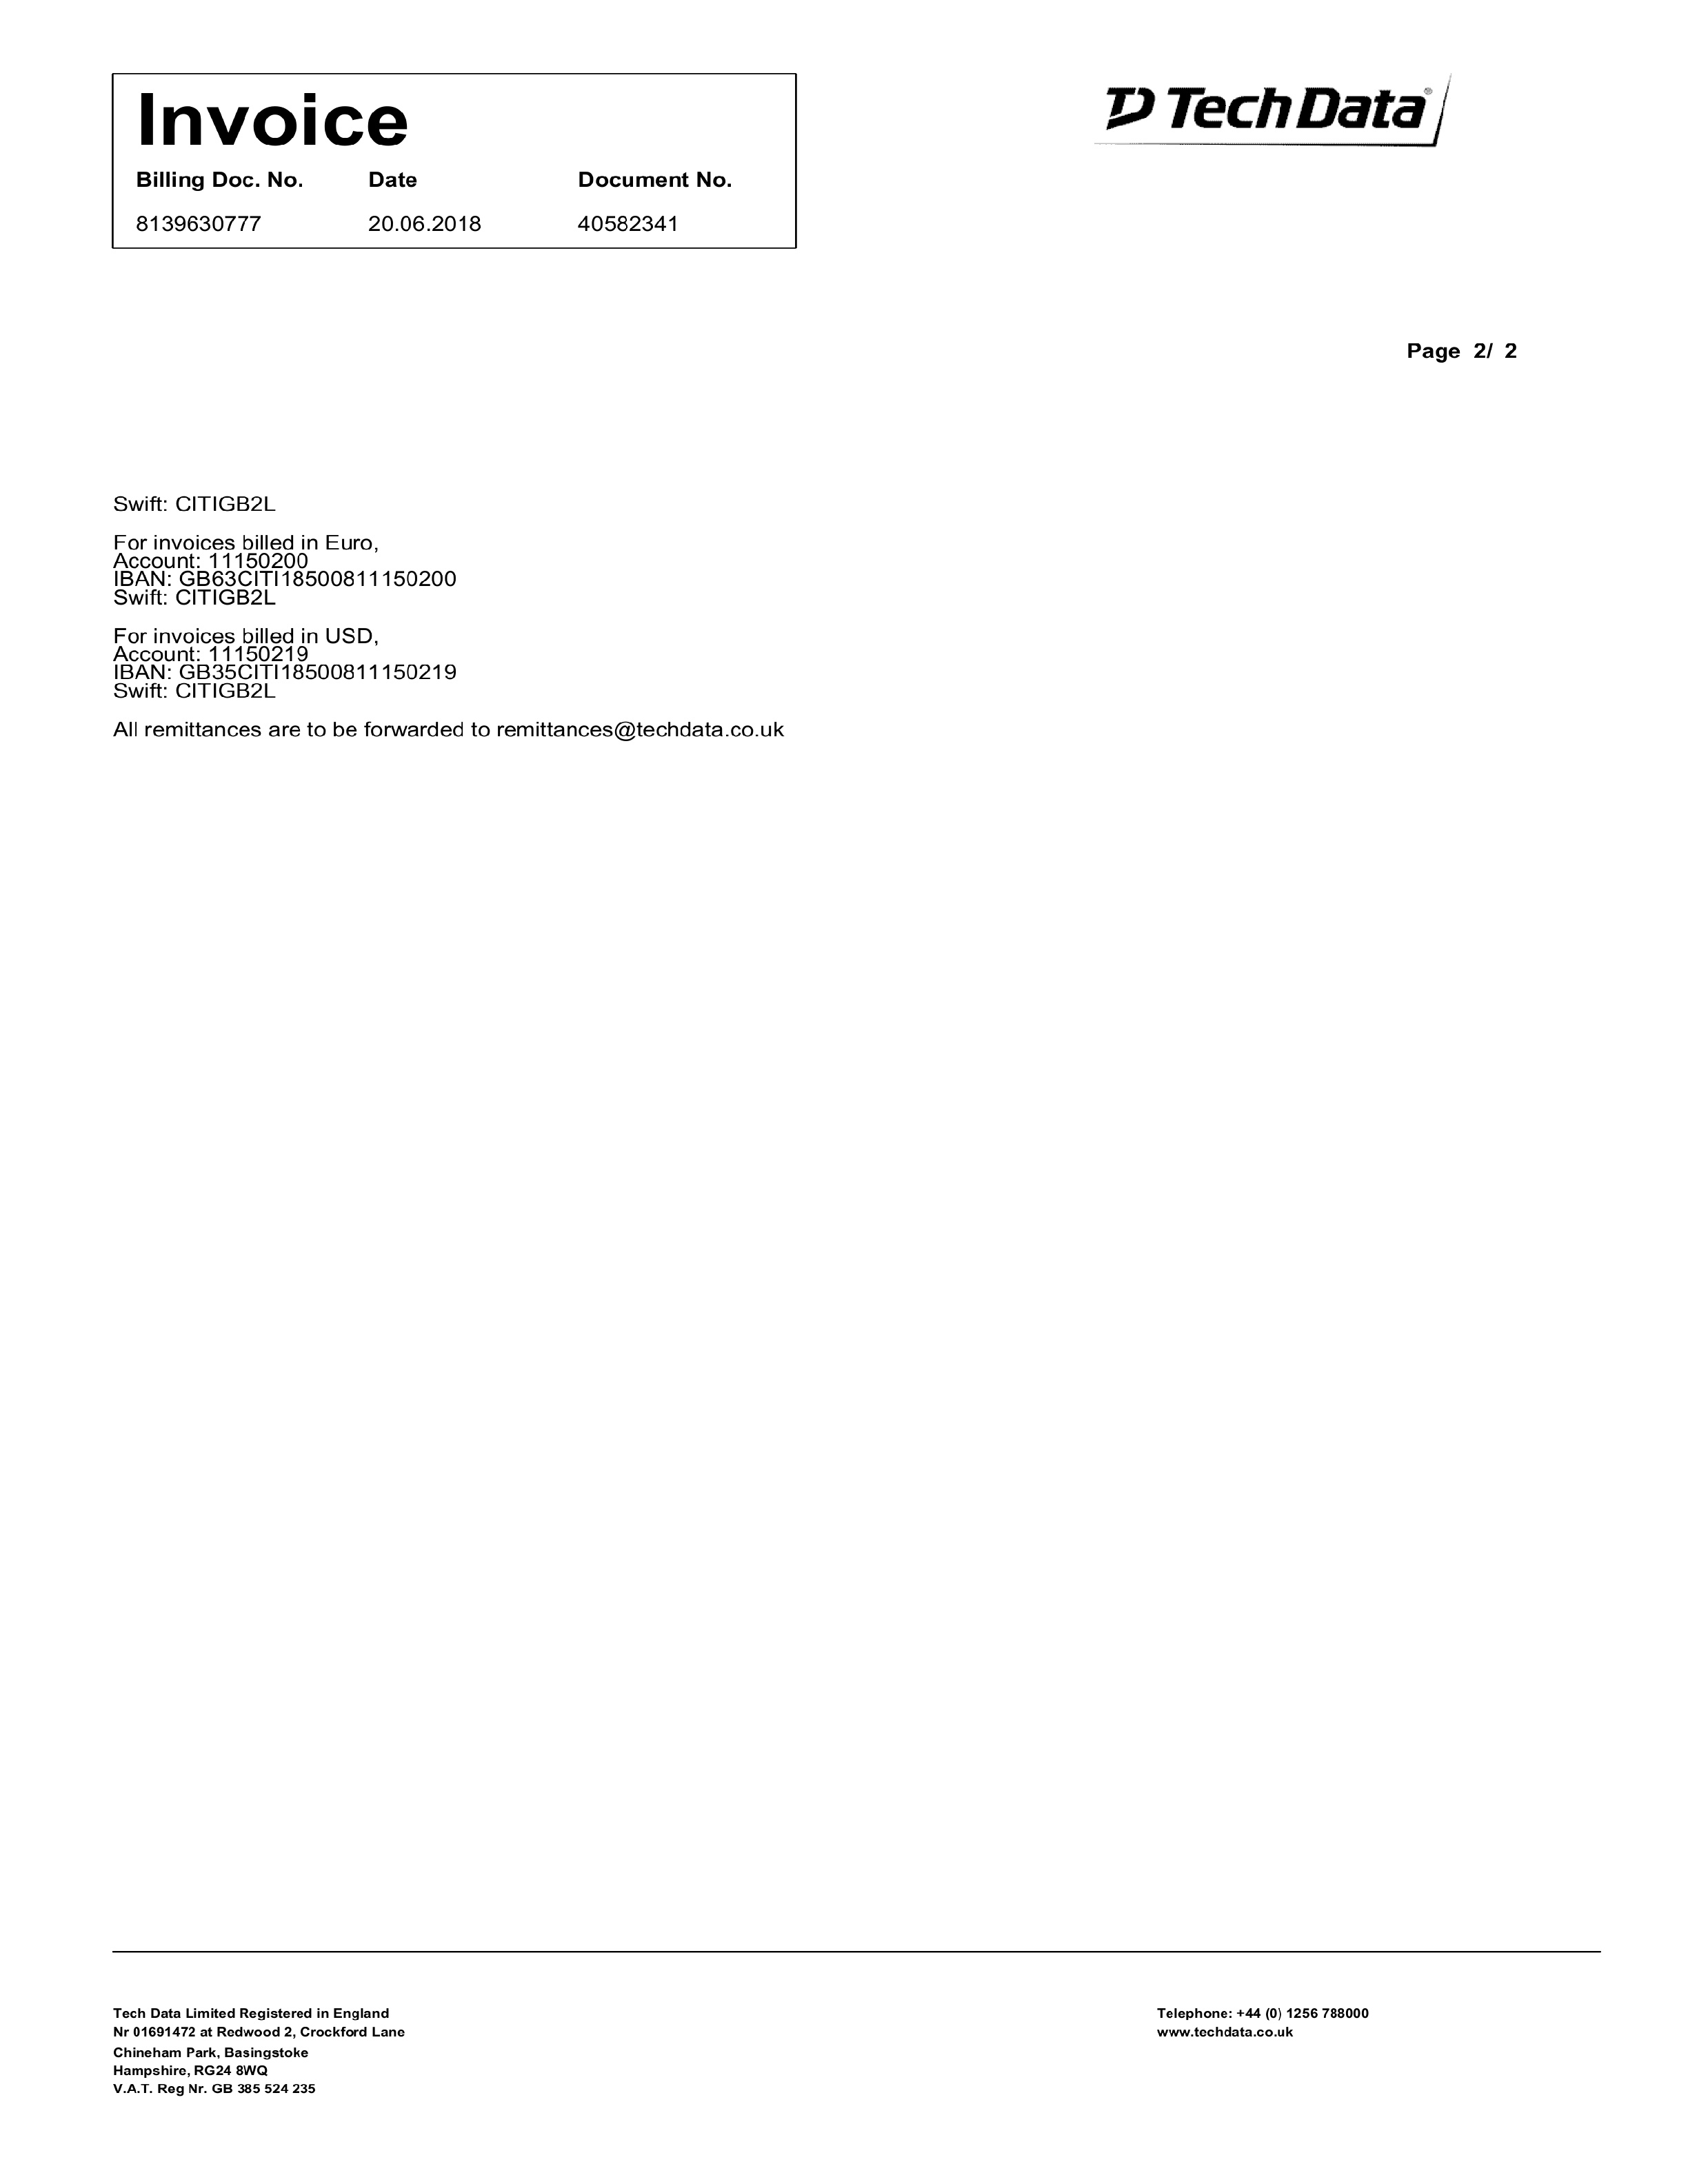 Invoice
Billing Doc. No. Date Document No.
8139630777 20.06.2018 40582341
TD Tech Data®
Page 2/ 2
Swift: CITIGB2L
For invoices billed in Euro,
Account: 11150200
IBAN: GB63CITI18500811150200
Swift: CITIGB2L
For invoices billed in USD,
Account: 11150219
IBAN: GB35CITI18500811150219
Swift: CITIGB2L
All remittances are to be forwarded to remittances@techdata.co.uk
Tech Data Limited Registered in England
Nr 01691472 at Redwood 2, Crockford Lane
Chineham Park, Basingstoke
Hampshire, RG24 8WQ
V.A.T. Reg Nr. GB 385 524 235
Telephone: +44 (0) 1256 788000
www.techdata.co.uk